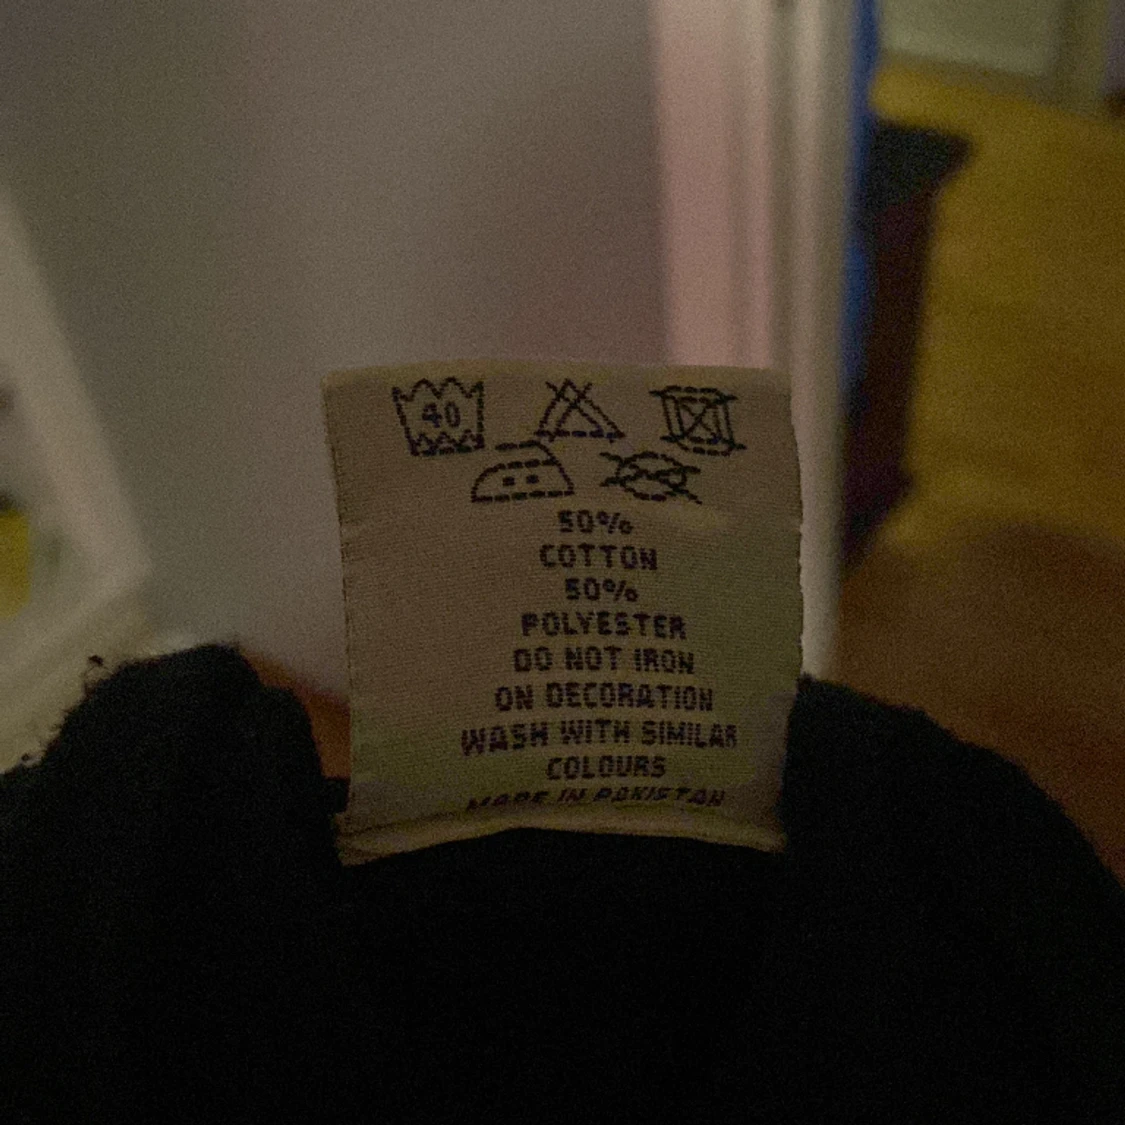 40
50%
COTTON
50%
POLYESTER
DO NOT IRON
ON DECORATION
WASH WITH SIMILAR
COLOURS
MADE IN PAKISTAN